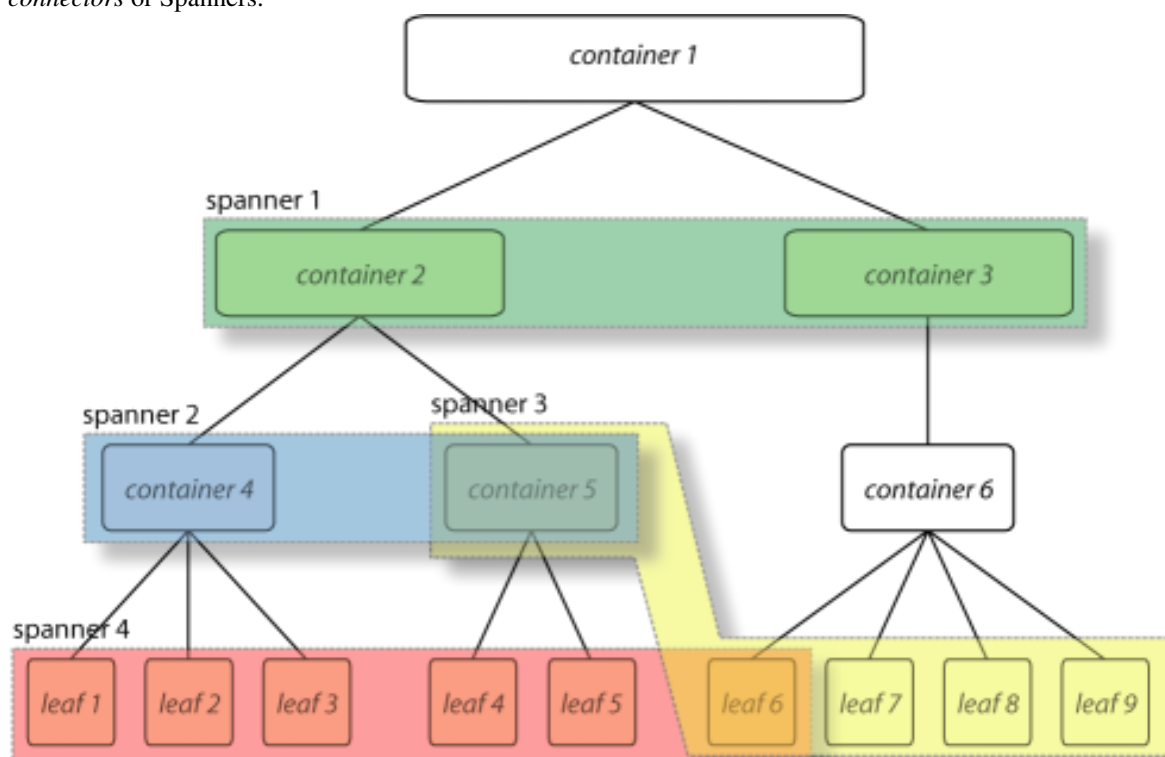 connectors of Spanners.
container 1
spanner 1
container 2
container 3
spanner 2
spanner 3
container 4
container 5
container 6
spanner 4
leaf 1
leaf 2
leaf 3
leaf 4
leaf 5
leaf 6
leaf 7
leaf 8
leaf 9